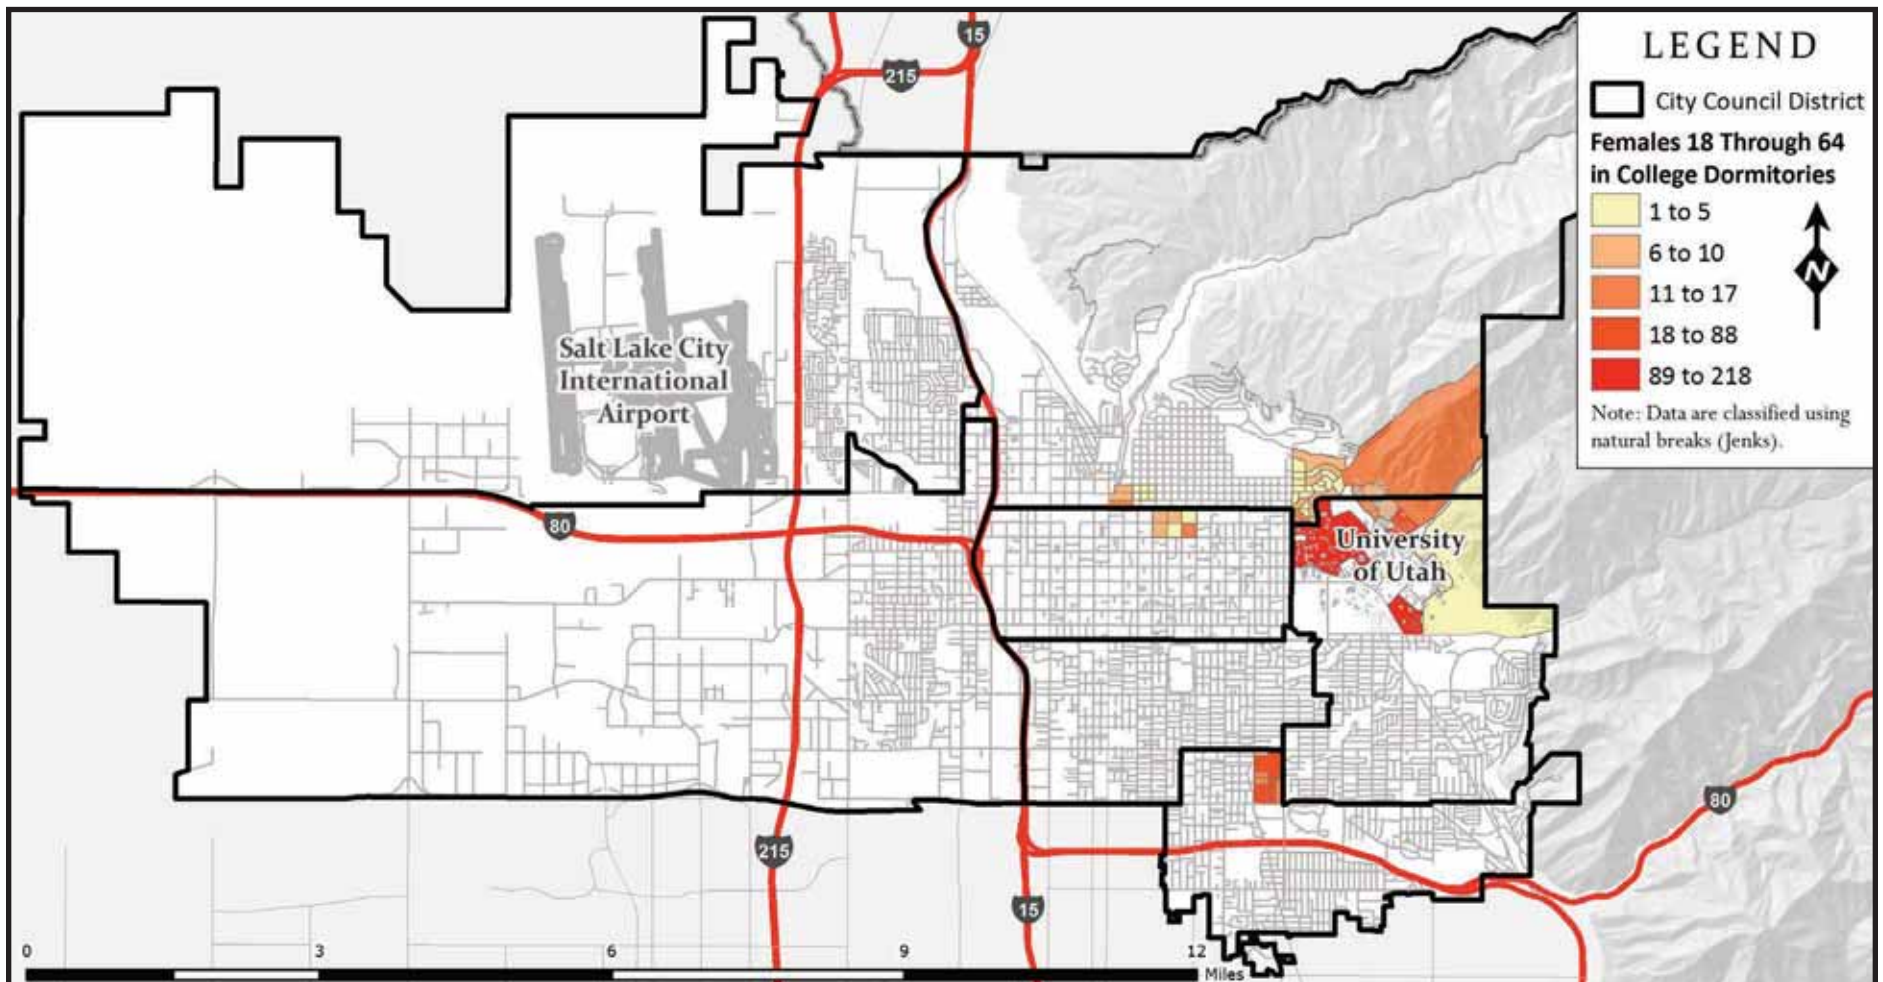 15
215
LEGEND
City Council District
Females 18 Through 64
in College Dormitories
1 to 5
6 to 10
11 to 17
18 to 88
89 to 218
Note: Data are classified using
natural breaks (Jenks).
N
Salt Lake City
International
Airport
80
University
of Utah
80
215
15
0 3 6 9 12
Miles